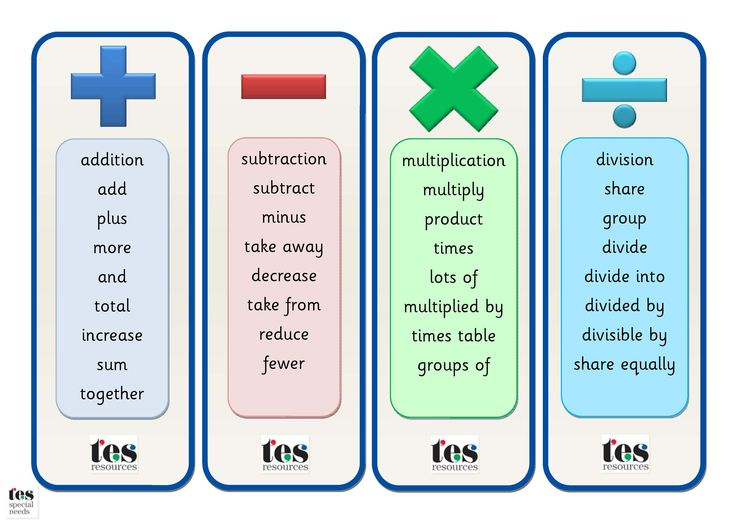 addition
add
plus
more
and
total
increase
sum
together
tes
resources
subtraction
subtract
minus
take away
decrease
take from
reduce
fewer
tes
resources
multiplication
multiply
product
times
lots of
multiplied by
times table
groups of
tes
resources
division
share
group
divide
divide into
divided by
divisible by
share equally
tes
resources
tes
special
needs